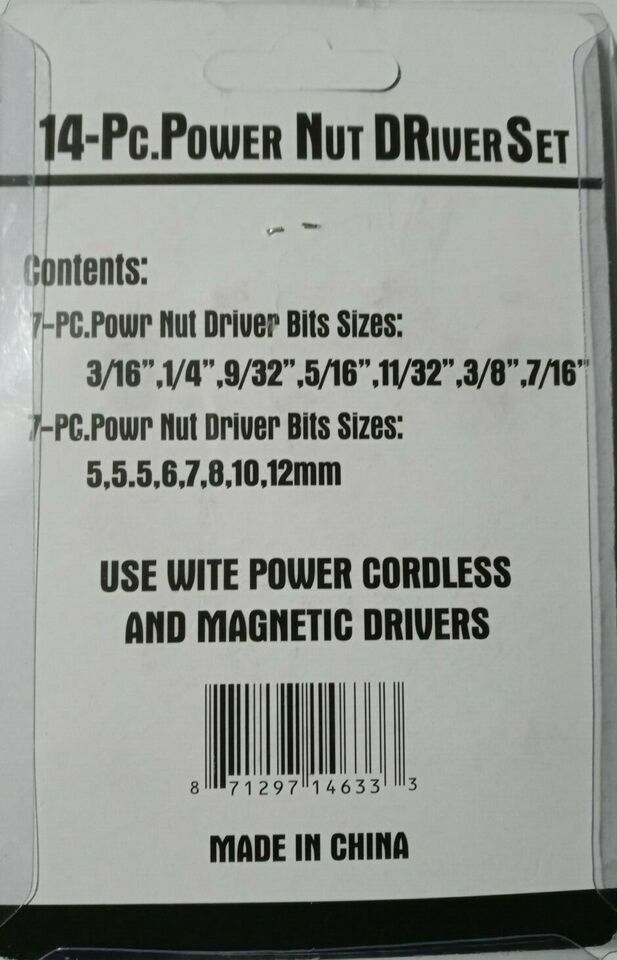 14-Pc.Power Nut DRiver Set
Contents:
7-PC.Powr Nut Driver Bits Sizes:
3/16",1/4",9/32",5/16",11/32",3/8",7/16"
7-PC.Powr Nut Driver Bits Sizes:
5,5.5,6,7,8,10,12mm
USE WITE POWER CORDLESS
AND MAGNETIC DRIVERS
8 71297 14633 3
MADE IN CHINA